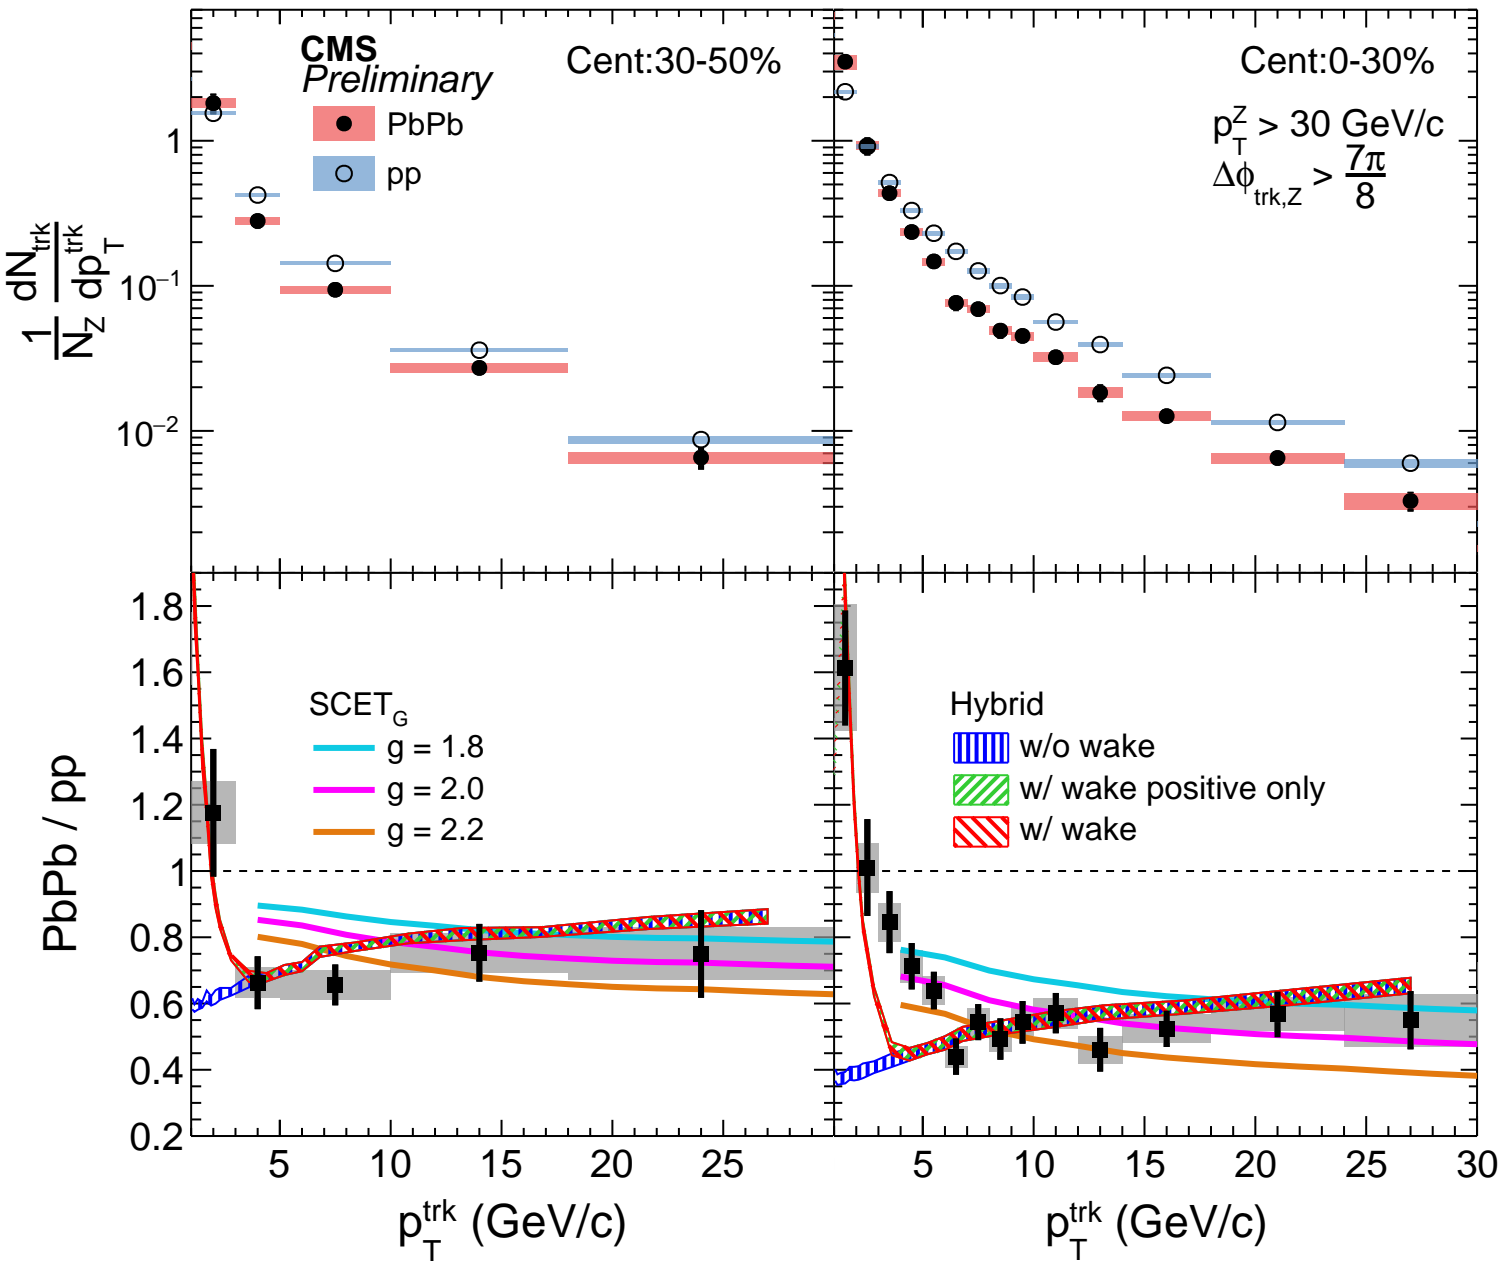 CMS
Preliminary
Cent:30-50%
PbPb
pp
Cent:0-30%
p_T^Z > 30 GeV/c
Δϕ_trk,Z > 7π/8
1/N_Z dN_trk/dp_T^trk
1
10^−1
10^−2
PbPb / pp
1.8
1.6
1.4
1.2
1
0.8
0.6
0.4
0.2
SCET_G
g = 1.8
g = 2.0
g = 2.2
Hybrid
w/o wake
w/ wake positive only
w/ wake
5 10 15 20 25
5 10 15 20 25 30
p_T^trk (GeV/c)
p_T^trk (GeV/c)